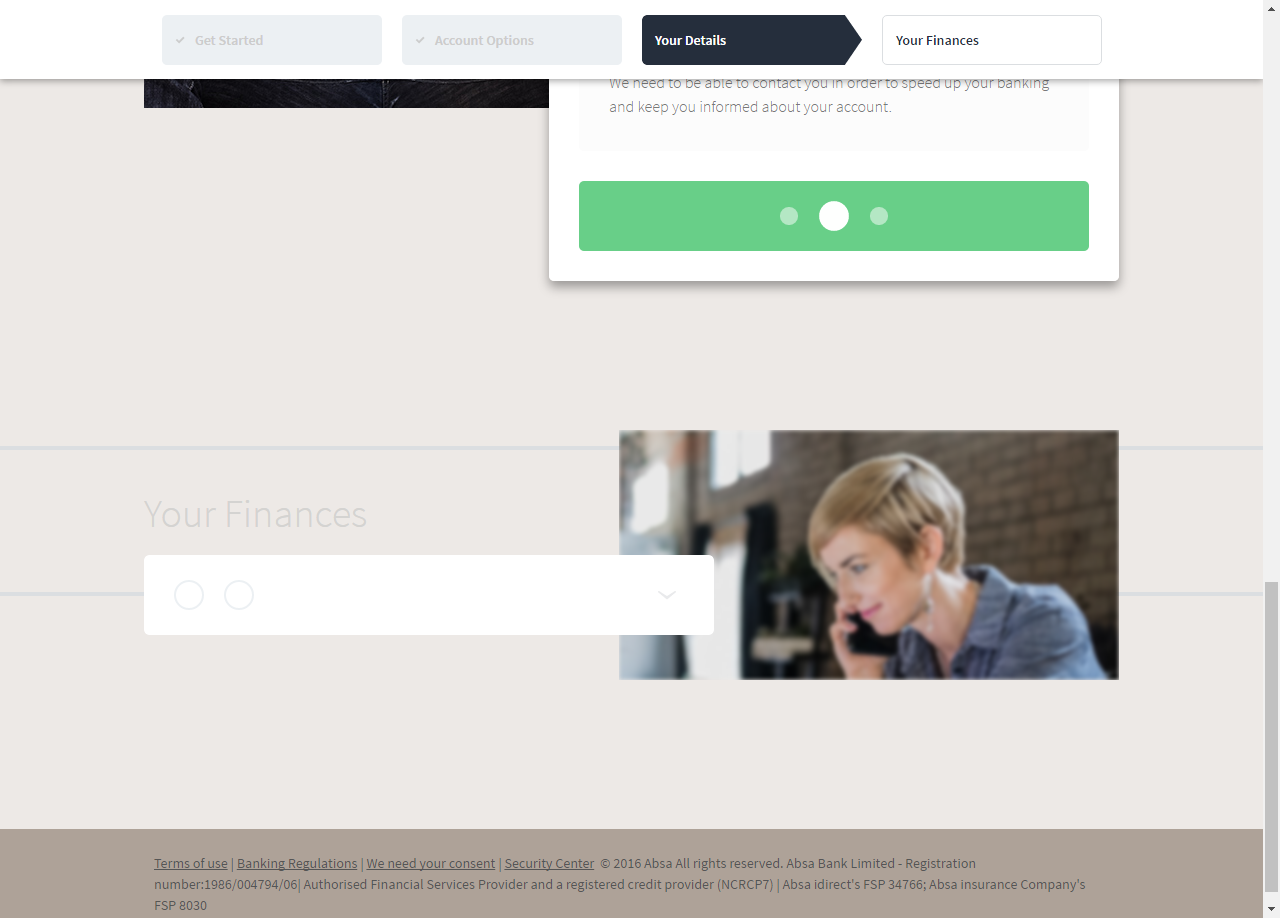 Get Started
Account Options
Your Details
Your Finances
We need to be able to contact you in order to speed up your banking
and keep you informed about your account.
Your Finances
Terms of use | Banking Regulations | We need your consent | Security Center © 2016 Absa All rights reserved. Absa Bank Limited - Registration
number:1986/004794/06| Authorised Financial Services Provider and a registered credit provider (NCRCP7) | Absa idirect's FSP 34766; Absa insurance Company's
FSP 8030